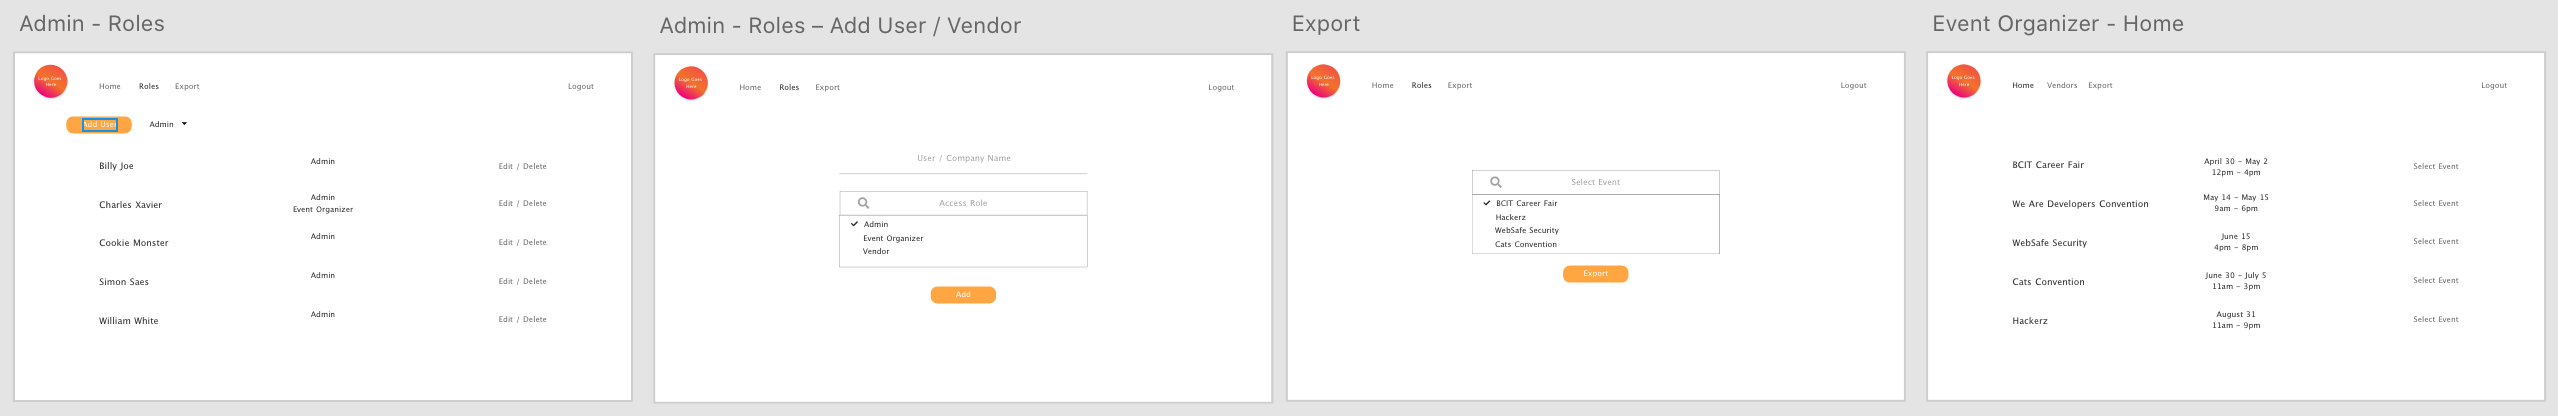 Admin - Roles
Logo Goes
Here
Home Roles Export Logout
Add User Admin
Billy Joe Admin Edit / Delete
Charles Xavier Admin Edit / Delete
Event Organizer
Cookie Monster Admin Edit / Delete
Simon Saes Admin Edit / Delete
William White Admin Edit / Delete
Admin - Roles – Add User / Vendor
Logo Goes
Here
Home Roles Export Logout
User / Company Name
Access Role
Admin
Event Organizer
Vendor
Add
Export
Logo Goes
Here
Home Roles Export Logout
Select Event
BCIT Career Fair
Hackerz
WebSafe Security
Cats Convention
Export
Event Organizer - Home
Logo Goes
Here
Home Vendors Export Logout
BCIT Career Fair April 30 - May 2 Select Event
12pm - 4pm
We Are Developers Convention May 14 - May 15 Select Event
9am - 6pm
WebSafe Security June 15 Select Event
4pm - 8pm
Cats Convention June 30 - July 5 Select Event
11am - 3pm
Hackerz August 31 Select Event
11am - 9pm